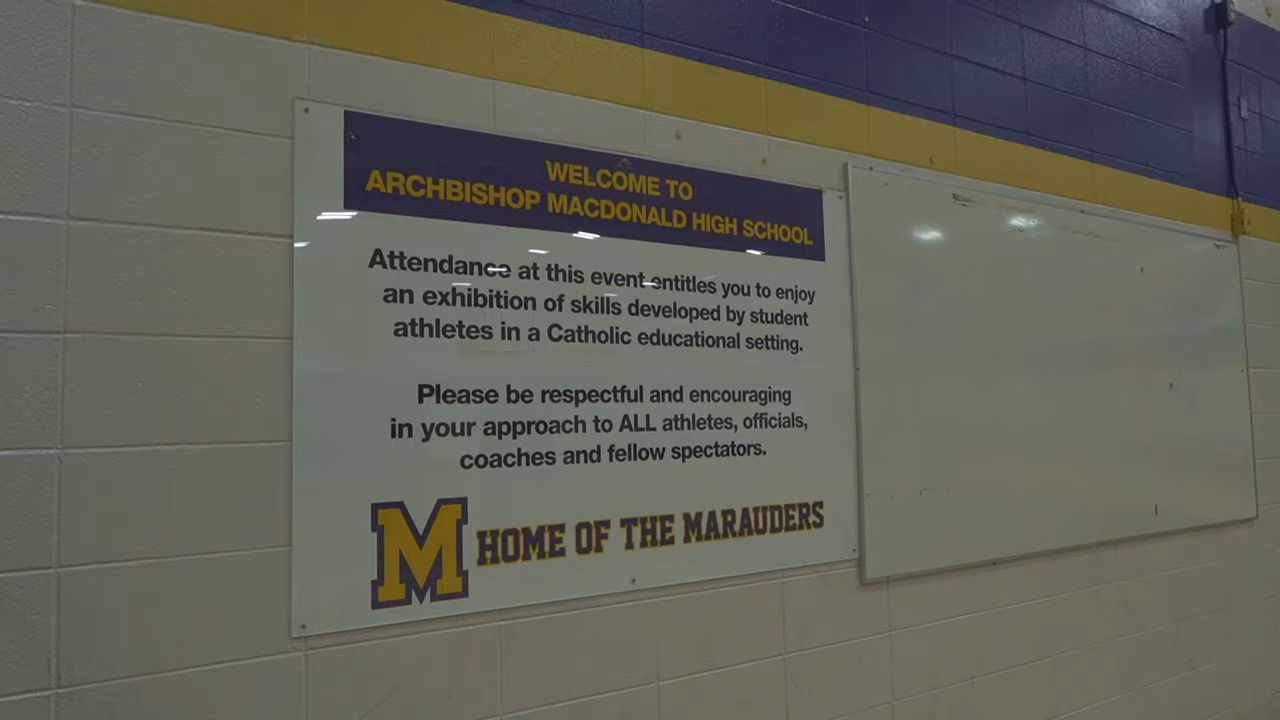 WELCOME TO
ARCHBISHOP MACDONALD HIGH SCHOOL
Attendance at this event entitles you to enjoy
an exhibition of skills developed by student
athletes in a Catholic educational setting.
Please be respectful and encouraging
in your approach to ALL athletes, officials,
coaches and fellow spectators.
M HOME OF THE MARAUDERS